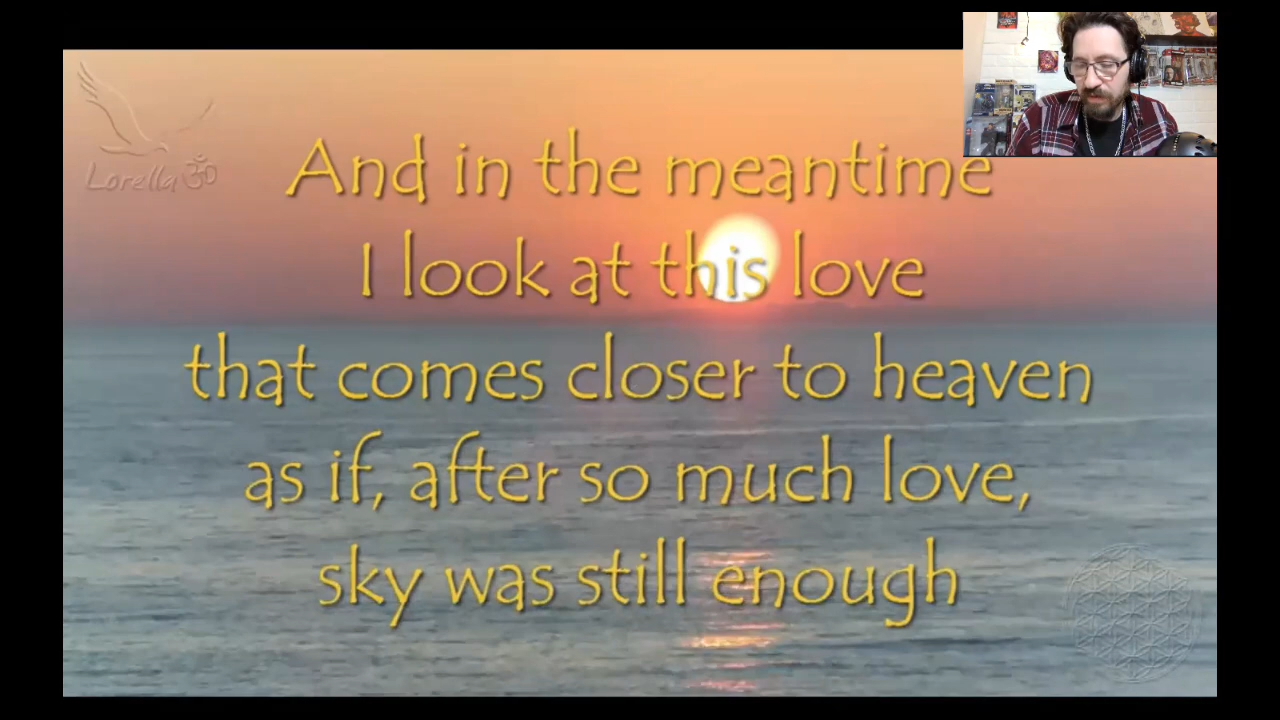 Lorella ॐ
And in the meantime
I look at this love
that comes closer to heaven
as if, after so much love,
sky was still enough